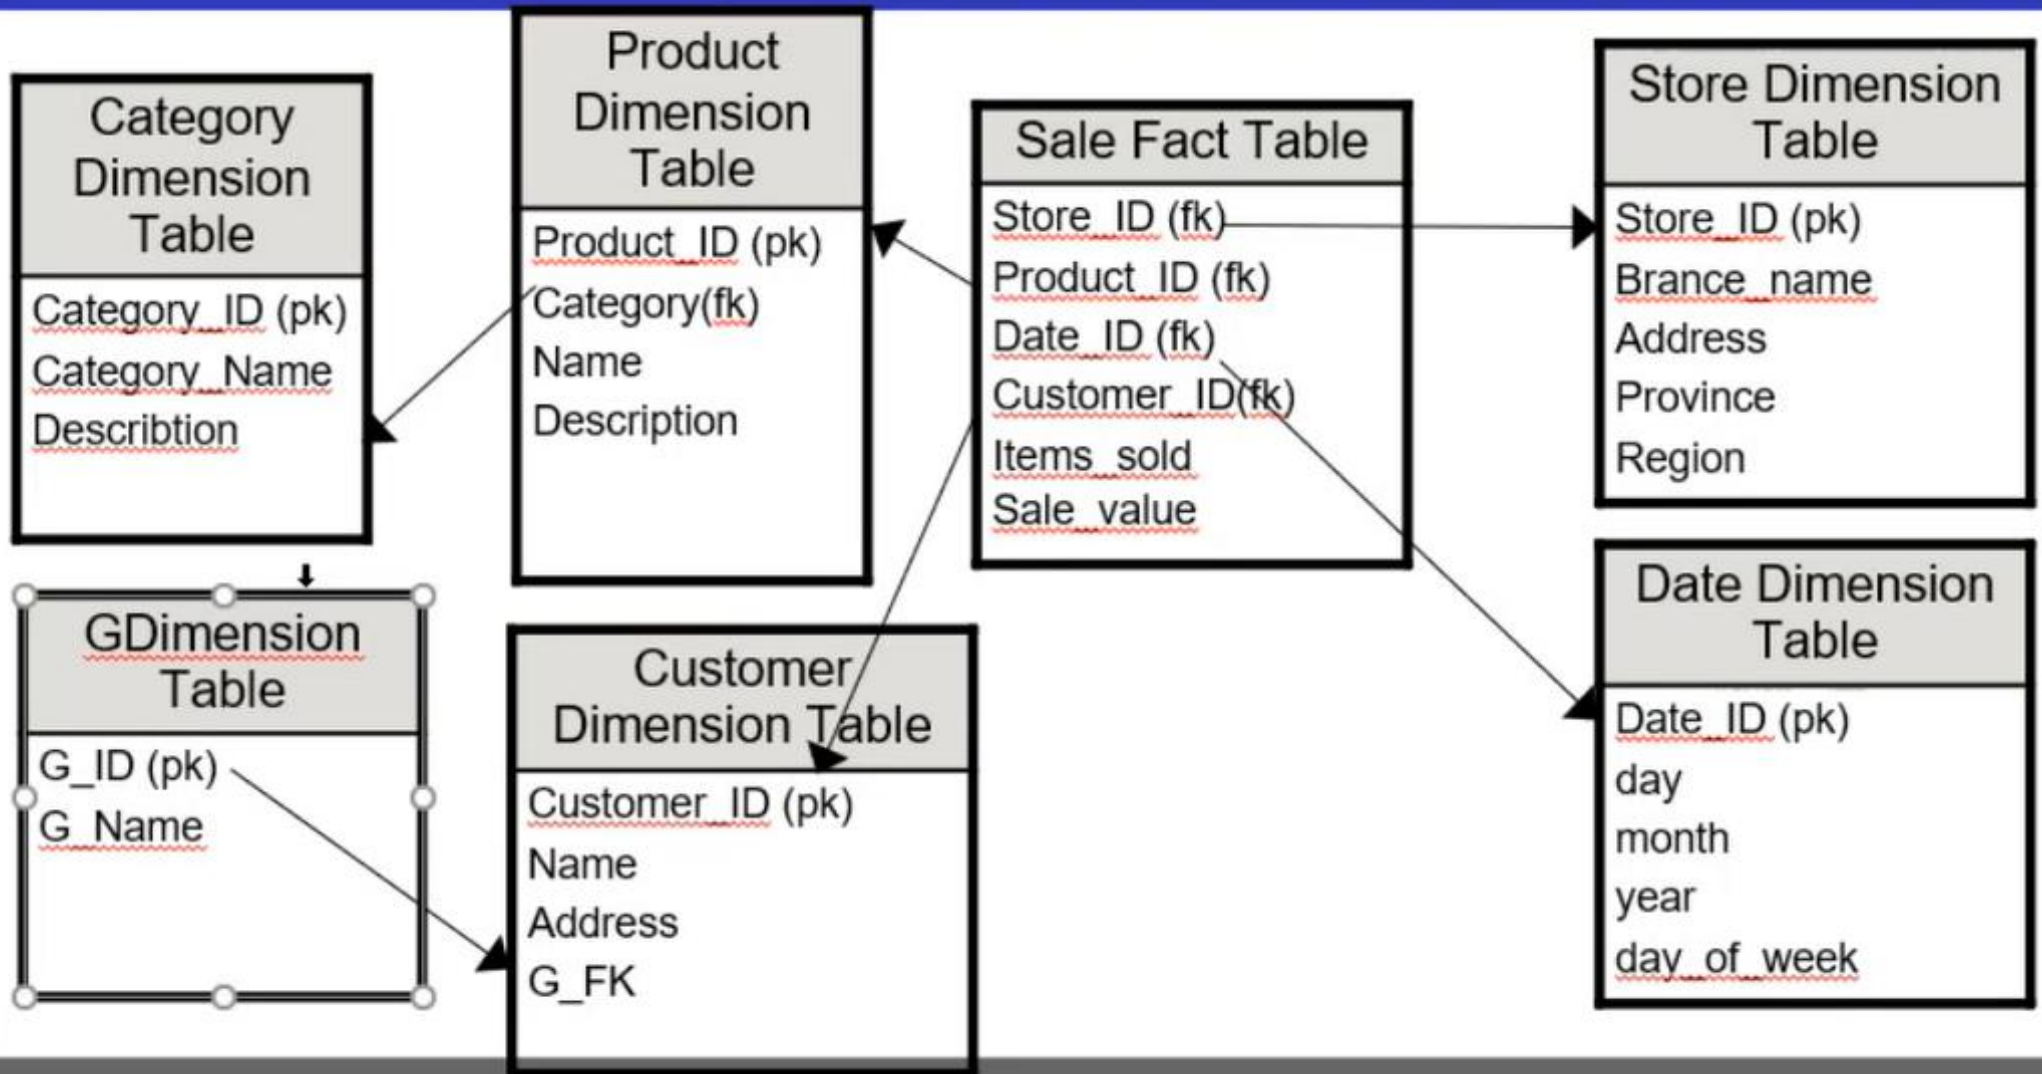 Category
Dimension
Table
Category_ID (pk)
Category_Name
Describtion
Product
Dimension
Table
Product_ID (pk)
Category(fk)
Name
Description
Sale Fact Table
Store_ID (fk)
Product_ID (fk)
Date_ID (fk)
Customer_ID(fk)
Items_sold
Sale_value
Store Dimension
Table
Store_ID (pk)
Brance_name
Address
Province
Region
GDimension
Table
G_ID (pk)
G_Name
Customer
Dimension Table
Customer_ID (pk)
Name
Address
G_FK
Date Dimension
Table
Date_ID (pk)
day
month
year
day_of_week